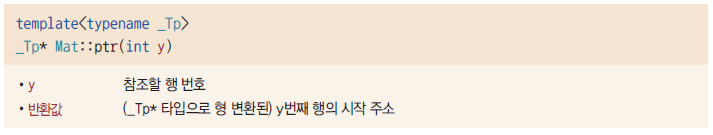 template<typename _Tp>
_Tp* Mat::ptr(int y)
• y 참조할 행 번호
• 반환값 (_Tp* 타입으로 형 변환된) y번째 행의 시작 주소